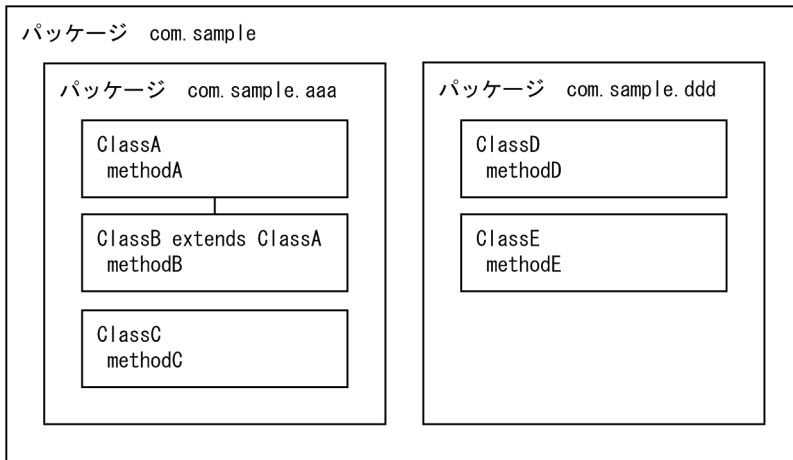 パッケージ　com.sample
パッケージ　com.sample.aaa
ClassA
methodA
ClassB extends ClassA
methodB
ClassC
methodC
パッケージ　com.sample.ddd
ClassD
methodD
ClassE
methodE